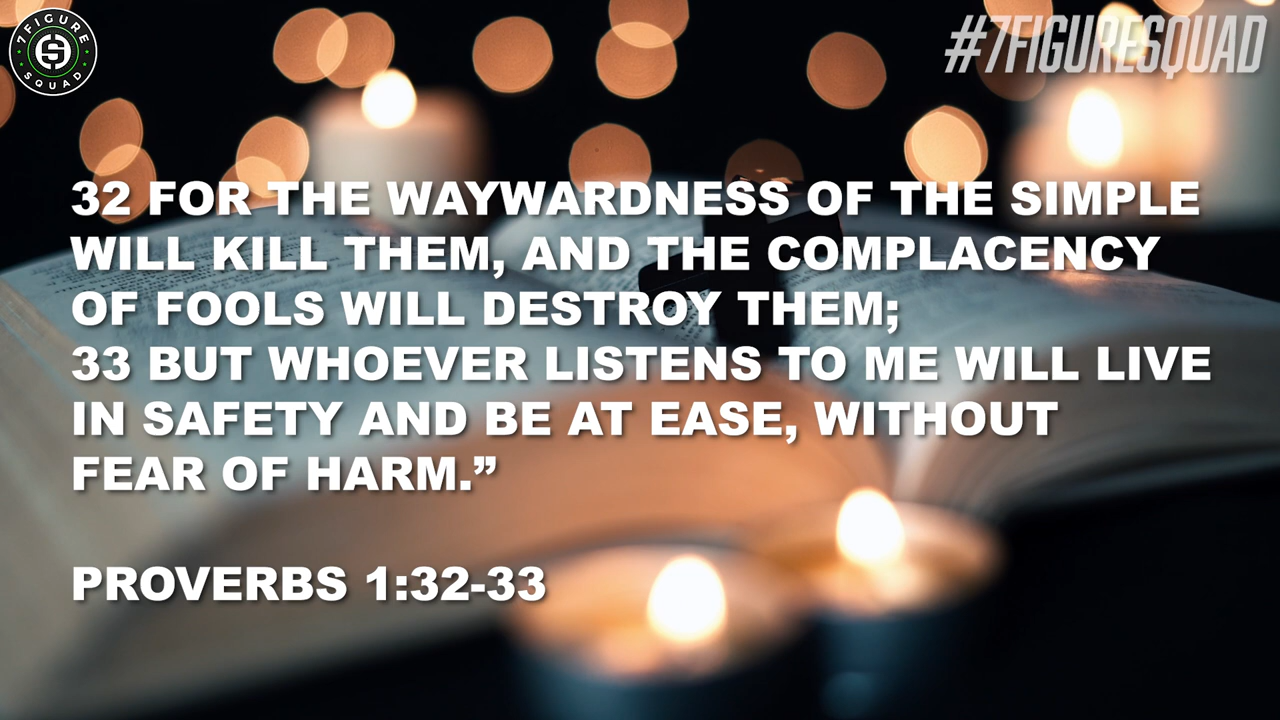 7FIGURE
SQUAD
#7FIGURESQUAD
32 FOR THE WAYWARDNESS OF THE SIMPLE
WILL KILL THEM, AND THE COMPLACENCY
OF FOOLS WILL DESTROY THEM;
33 BUT WHOEVER LISTENS TO ME WILL LIVE
IN SAFETY AND BE AT EASE, WITHOUT
FEAR OF HARM.”
PROVERBS 1:32-33